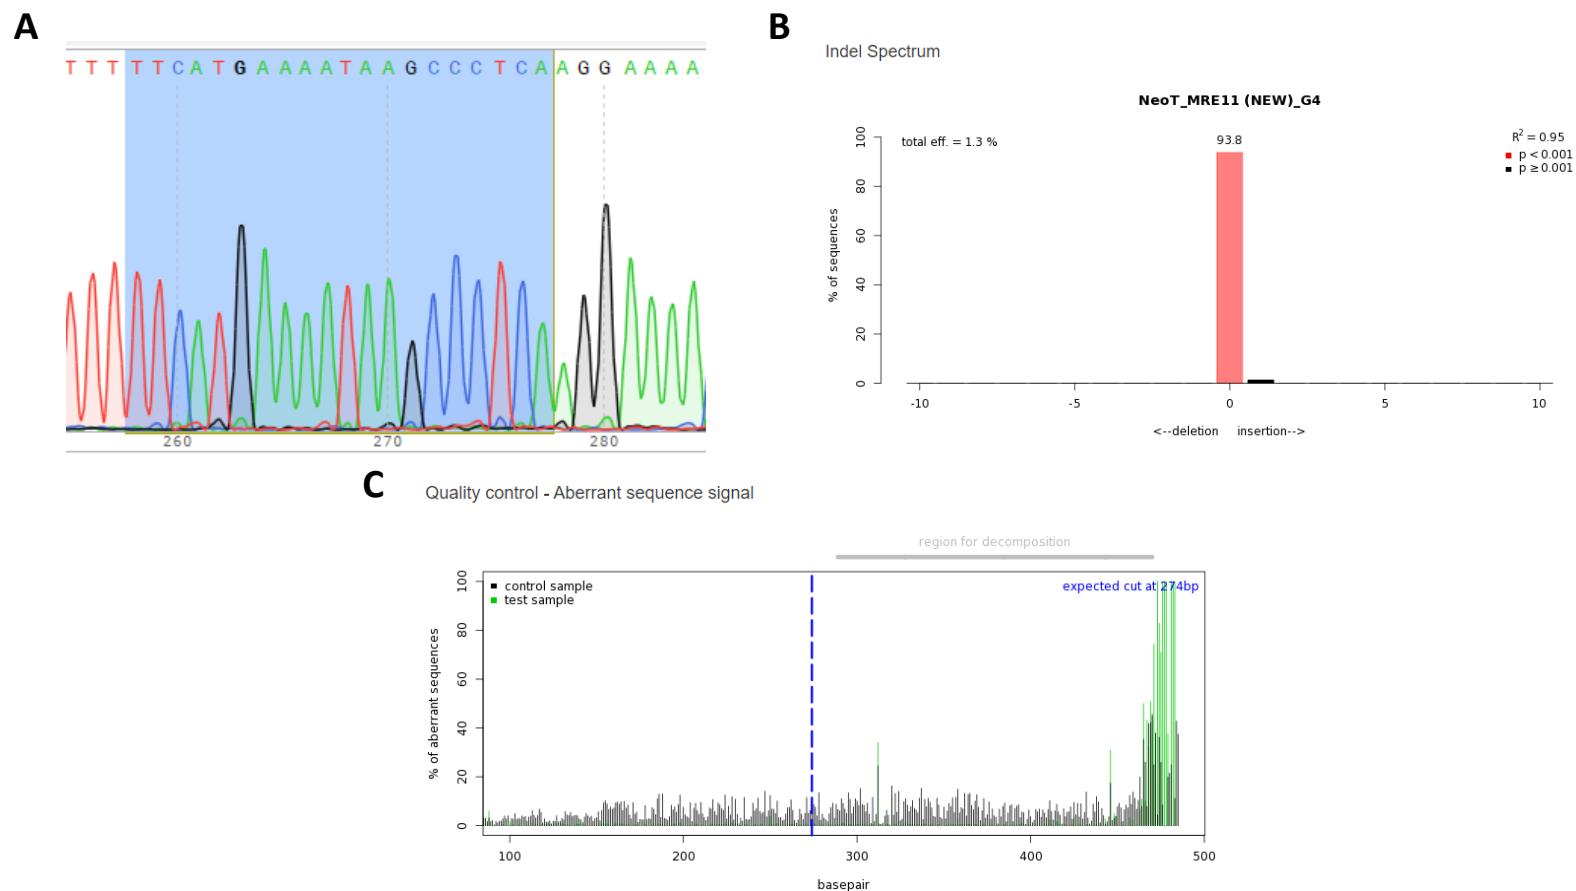 A
TTTTTCATGAAAATAAGCCCTCAAGGAAAA
260 270 280
B
Indel Spectrum
NeoT_MRE11 (NEW)_G4
total eff. = 1.3 %
93.8
R² = 0.95
p < 0.001
p ≥ 0.001
% of sequences
100
80
60
40
20
0
-10 -5 0 5 10
<--deletion insertion-->
C
Quality control - Aberrant sequence signal
region for decomposition
control sample
test sample
expected cut at 274bp
% of aberrant sequences
100
80
60
40
20
0
100 200 300 400 500
basepair